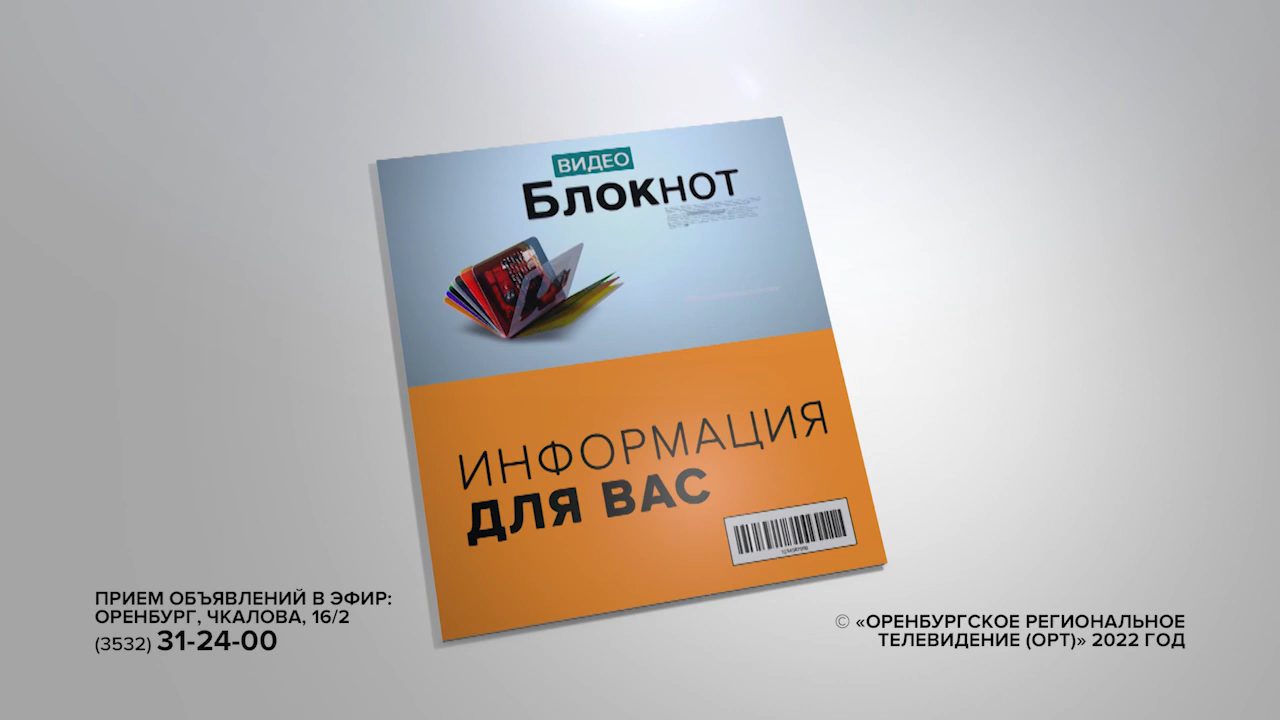 ВИДЕО
Блокнот
ИНФОРМАЦИЯ
ДЛЯ ВАС
ПРИЕМ ОБЪЯВЛЕНИЙ В ЭФИР:
ОРЕНБУРГ, ЧКАЛОВА, 16/2
(3532) 31-24-00
© «ОРЕНБУРГСКОЕ РЕГИОНАЛЬНОЕ
ТЕЛЕВИДЕНИЕ (ОРТ)» 2022 ГОД